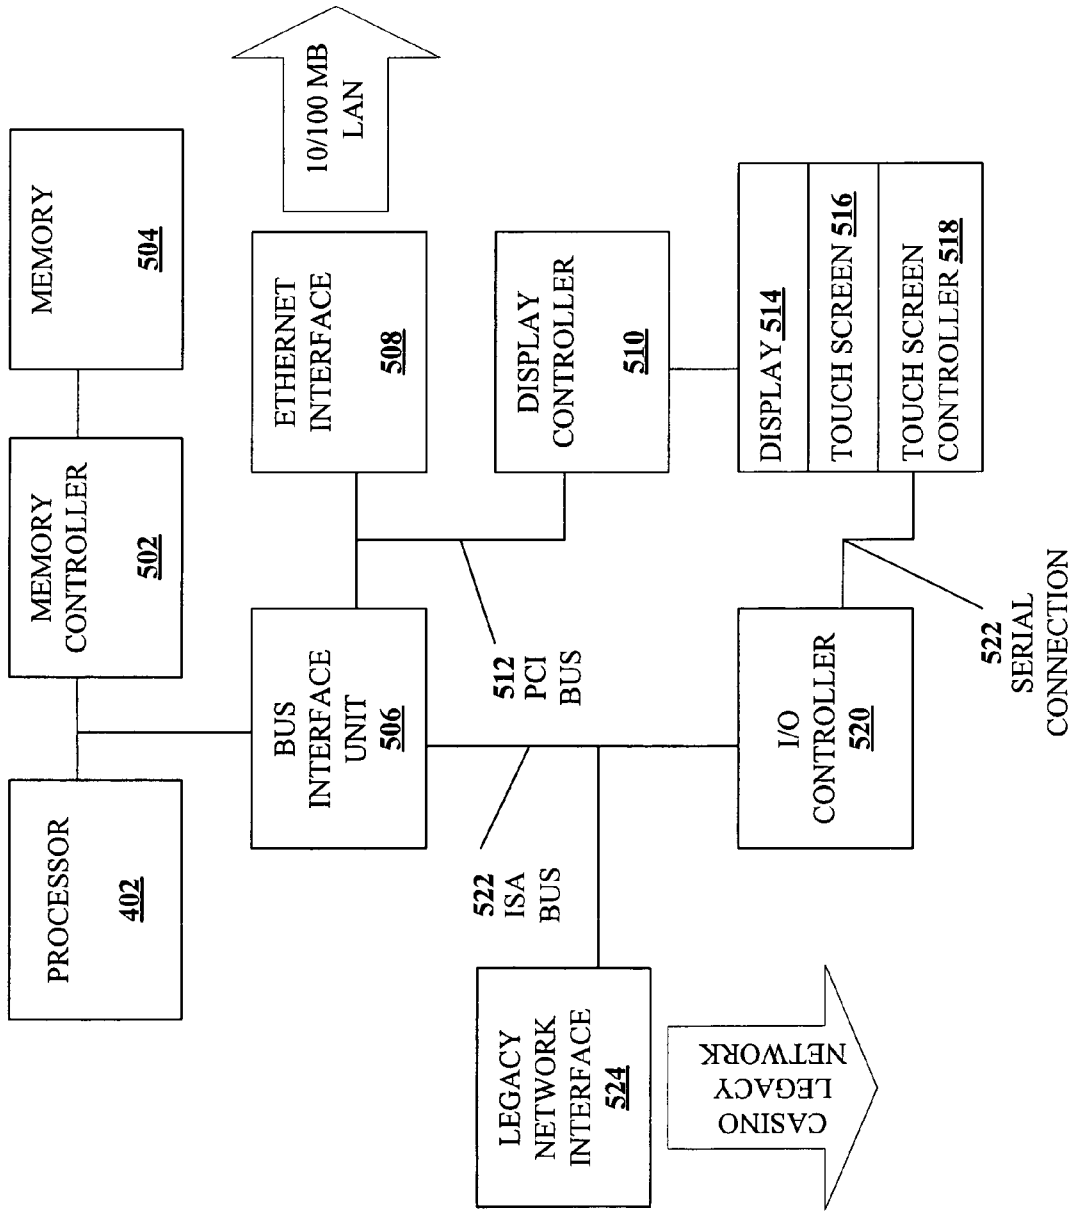 PROCESSOR
402
MEMORY
CONTROLLER
502
MEMORY
504
BUS
INTERFACE
UNIT
506
ETHERNET
INTERFACE
508
10/100 MB
LAN
512
PCI
BUS
DISPLAY
CONTROLLER
510
522
ISA
BUS
LEGACY
NETWORK
INTERFACE
524
CASINO
LEGACY
NETWORK
I/O
CONTROLLER
520
DISPLAY 514
TOUCH SCREEN 516
TOUCH SCREEN
CONTROLLER 518
522
SERIAL
CONNECTION